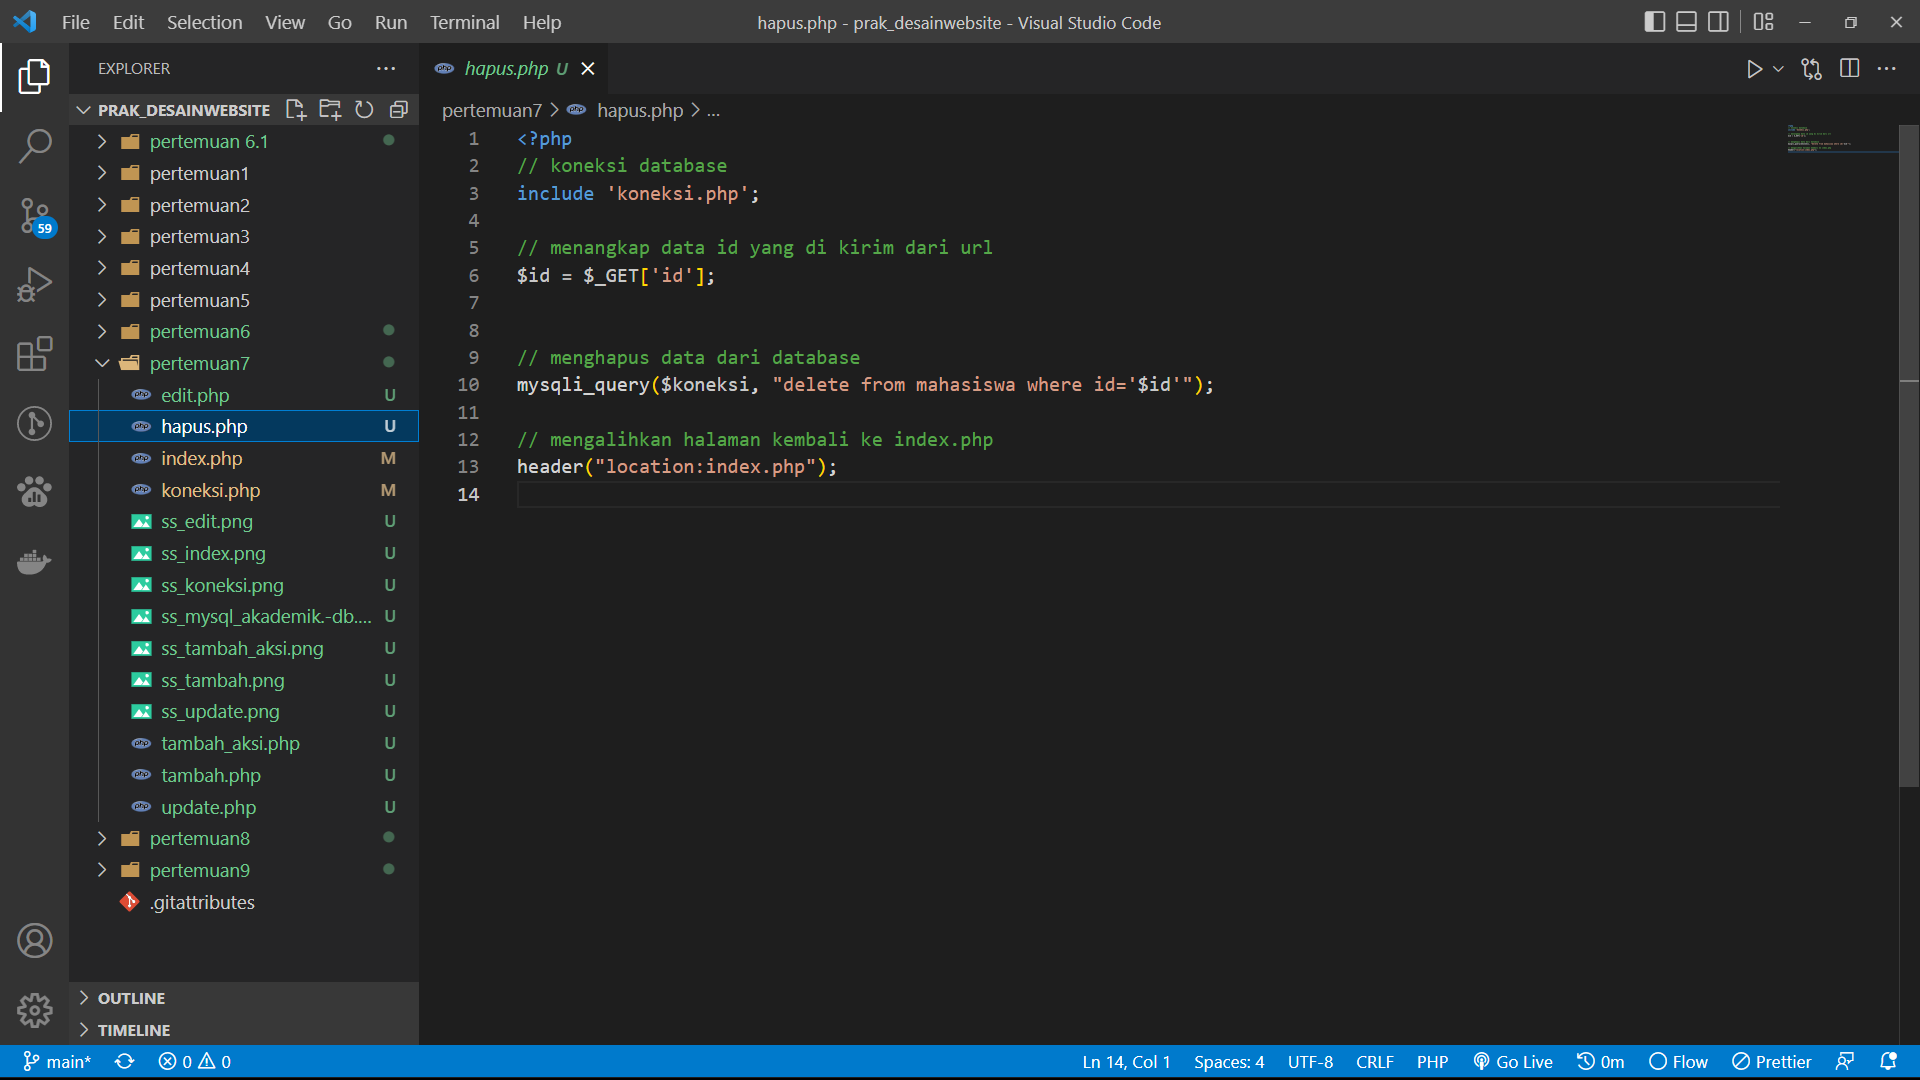 File Edit Selection View Go Run Terminal Help
hapus.php - prak_desainwebsite - Visual Studio Code
EXPLORER
PRAK_DESAINWEBSITE
pertemuan 6.1
pertemuan1
pertemuan2
pertemuan3
pertemuan4
pertemuan5
pertemuan6
pertemuan7
edit.php U
hapus.php U
index.php M
koneksi.php M
ss_edit.png U
ss_index.png U
ss_koneksi.png U
ss_mysql_akademik.-db.... U
ss_tambah_aksi.png U
ss_tambah.png U
ss_update.png U
tambah_aksi.php U
tambah.php U
update.php U
pertemuan8
pertemuan9
.gitattributes
OUTLINE
TIMELINE
59
hapus.php U
pertemuan7 > hapus.php > ...
1 <?php
2 // koneksi database
3 include 'koneksi.php';
4
5 // menangkap data id yang di kirim dari url
6 $id = $_GET['id'];
7
8
9 // menghapus data dari database
10 mysqli_query($koneksi, "delete from mahasiswa where id='$id'");
11
12 // mengalihkan halaman kembali ke index.php
13 header("location:index.php");
14
main* 0 0 Ln 14, Col 1 Spaces: 4 UTF-8 CRLF PHP Go Live 0m Flow Prettier